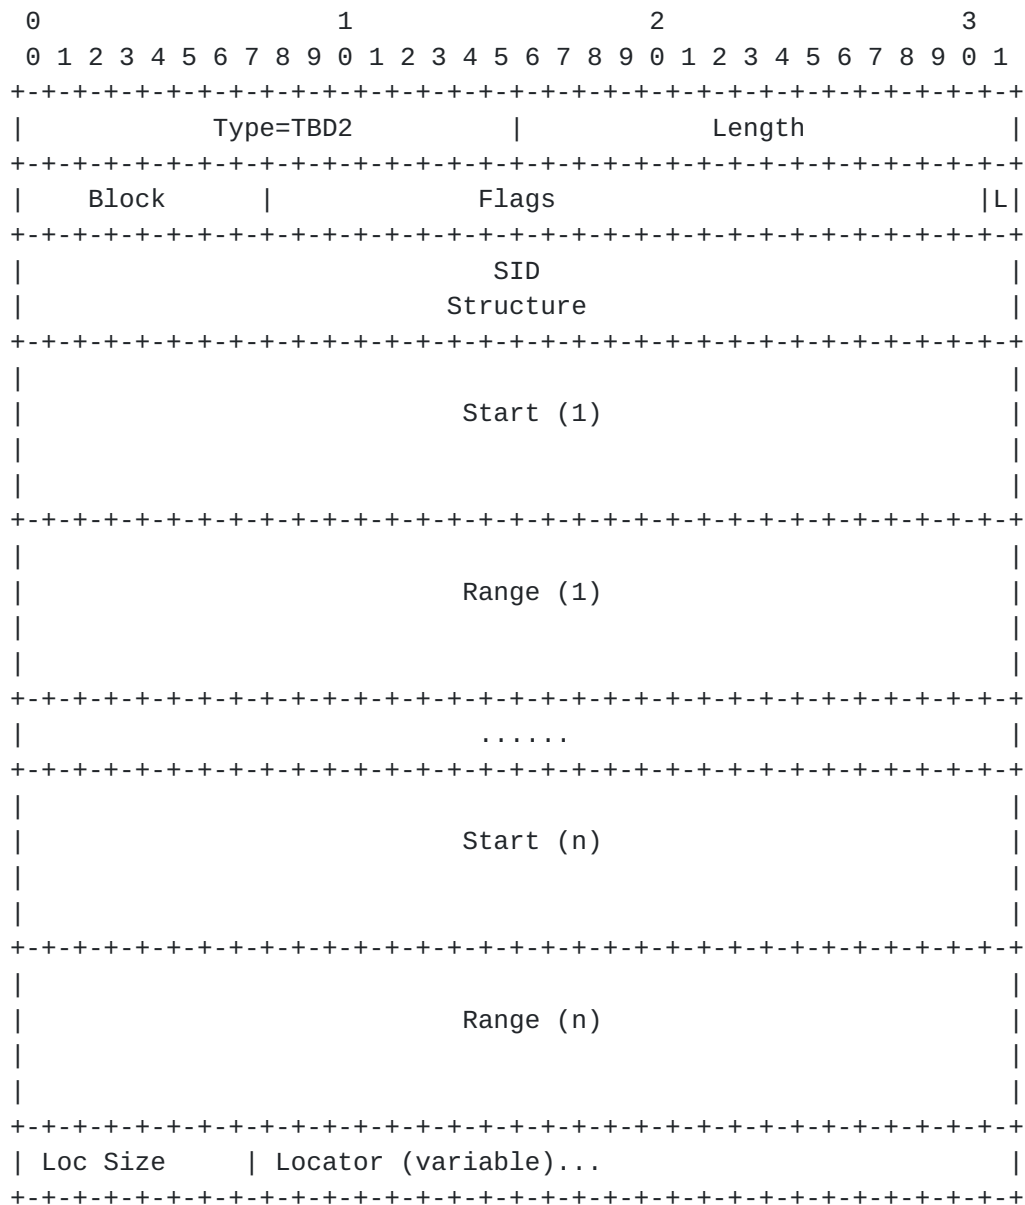 0                   1                   2                   3
 0 1 2 3 4 5 6 7 8 9 0 1 2 3 4 5 6 7 8 9 0 1 2 3 4 5 6 7 8 9 0 1
+-+-+-+-+-+-+-+-+-+-+-+-+-+-+-+-+-+-+-+-+-+-+-+-+-+-+-+-+-+-+-+-+
|            Type=TBD2          |            Length             |
+-+-+-+-+-+-+-+-+-+-+-+-+-+-+-+-+-+-+-+-+-+-+-+-+-+-+-+-+-+-+-+-+
|    Block      |             Flags                           |L|
+-+-+-+-+-+-+-+-+-+-+-+-+-+-+-+-+-+-+-+-+-+-+-+-+-+-+-+-+-+-+-+-+
|                              SID                              |
|                           Structure                           |
+-+-+-+-+-+-+-+-+-+-+-+-+-+-+-+-+-+-+-+-+-+-+-+-+-+-+-+-+-+-+-+-+
|                                                               |
|                            Start (1)                          |
|                                                               |
|                                                               |
+-+-+-+-+-+-+-+-+-+-+-+-+-+-+-+-+-+-+-+-+-+-+-+-+-+-+-+-+-+-+-+-+
|                                                               |
|                            Range (1)                          |
|                                                               |
|                                                               |
+-+-+-+-+-+-+-+-+-+-+-+-+-+-+-+-+-+-+-+-+-+-+-+-+-+-+-+-+-+-+-+-+
|                             ......                            |
+-+-+-+-+-+-+-+-+-+-+-+-+-+-+-+-+-+-+-+-+-+-+-+-+-+-+-+-+-+-+-+-+
|                                                               |
|                            Start (n)                          |
|                                                               |
|                                                               |
+-+-+-+-+-+-+-+-+-+-+-+-+-+-+-+-+-+-+-+-+-+-+-+-+-+-+-+-+-+-+-+-+
|                                                               |
|                            Range (n)                          |
|                                                               |
|                                                               |
+-+-+-+-+-+-+-+-+-+-+-+-+-+-+-+-+-+-+-+-+-+-+-+-+-+-+-+-+-+-+-+-+
| Loc Size     | Locator (variable)...                          |
+-+-+-+-+-+-+-+-+-+-+-+-+-+-+-+-+-+-+-+-+-+-+-+-+-+-+-+-+-+-+-+-+